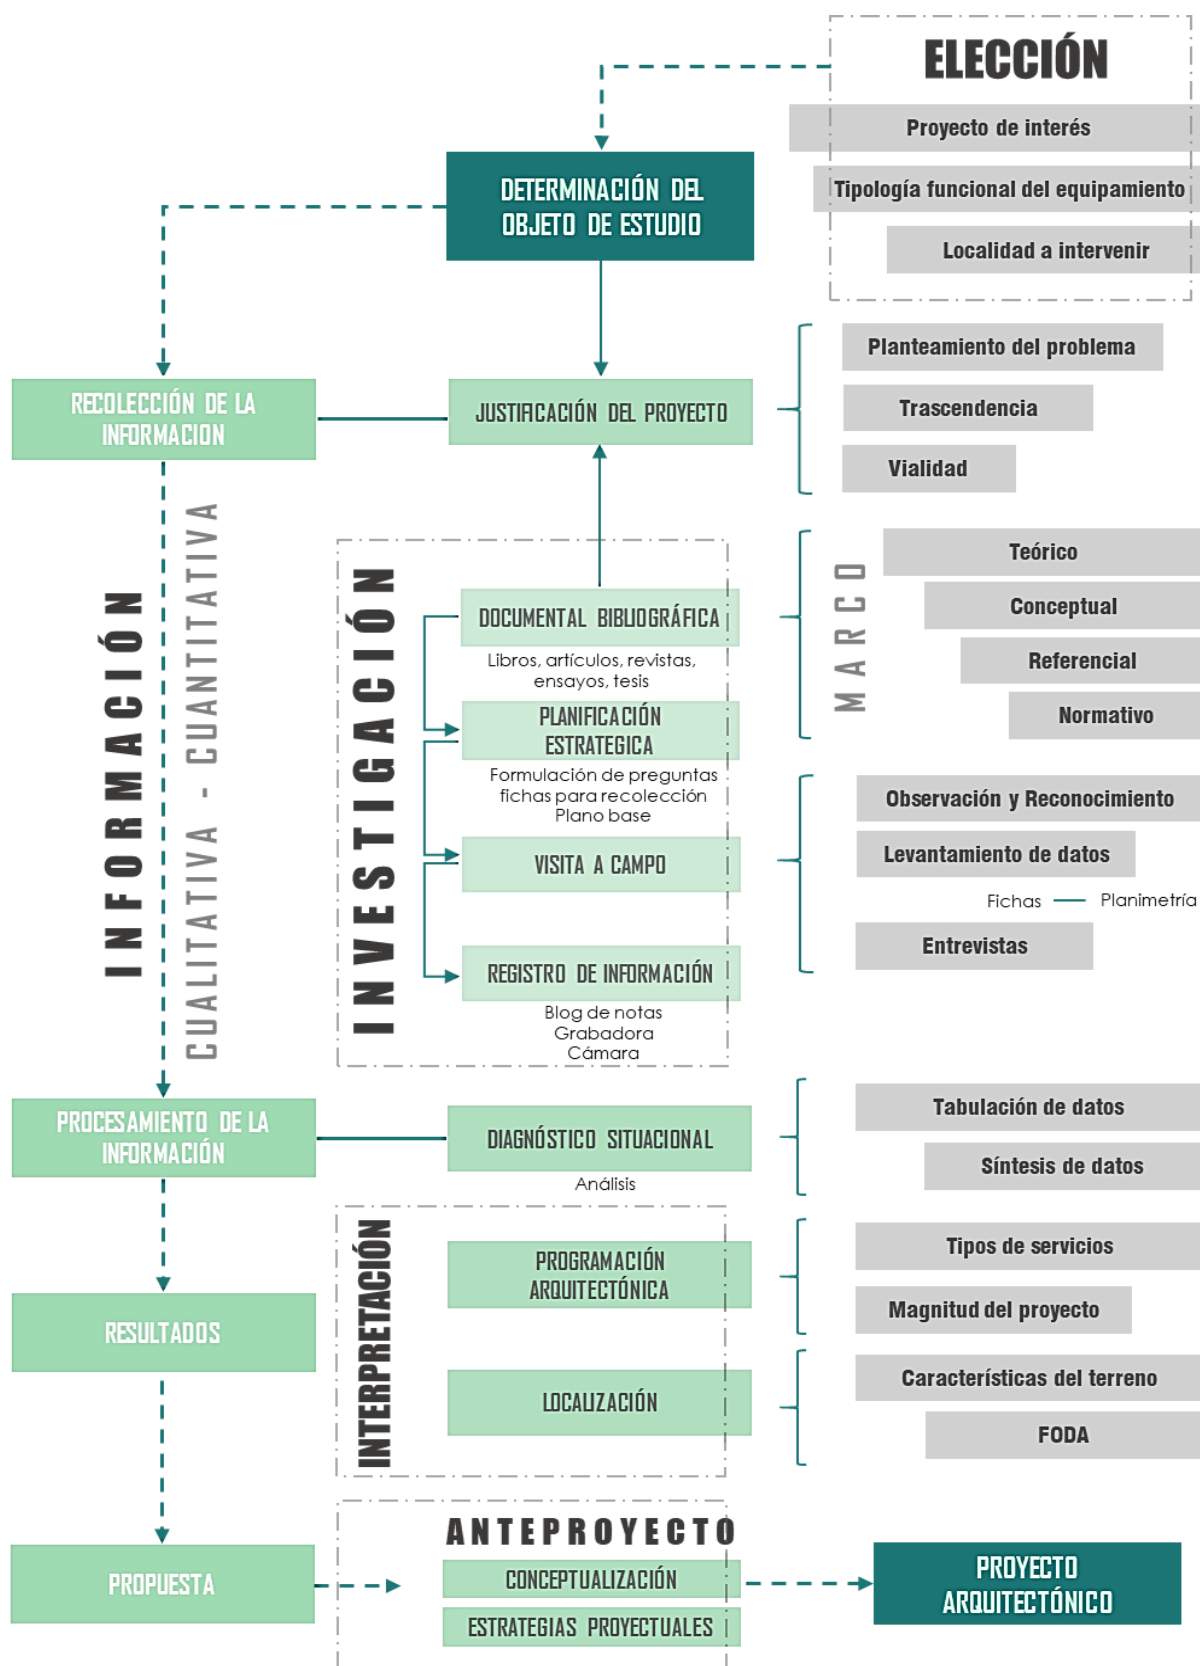 ELECCIÓN
Proyecto de interés
Tipología funcional del equipamiento
Localidad a intervenir
DETERMINACIÓN DEL
OBJETO DE ESTUDIO
RECOLECCIÓN DE LA
INFORMACION
JUSTIFICACIÓN DEL PROYECTO
Planteamiento del problema
Trascendencia
Vialidad
INFORMACIÓN
CUALITATIVA - CUANTITATIVA
INVESTIGACIÓN
DOCUMENTAL BIBLIOGRÁFICA
Libros, artículos, revistas,
ensayos, tesis
PLANIFICACIÓN
ESTRATEGICA
Formulación de preguntas
fichas para recolección
Plano base
VISITA A CAMPO
REGISTRO DE INFORMACIÓN
Blog de notas
Grabadora
Cámara
MARCO
Teórico
Conceptual
Referencial
Normativo
Observación y Reconocimiento
Levantamiento de datos
Fichas — Planimetría
Entrevistas
PROCESAMIENTO DE LA
INFORMACIÓN
DIAGNÓSTICO SITUACIONAL
Análisis
Tabulación de datos
Síntesis de datos
RESULTADOS
INTERPRETACIÓN
PROGRAMACIÓN
ARQUITECTÓNICA
Tipos de servicios
Magnitud del proyecto
LOCALIZACIÓN
Características del terreno
FODA
PROPUESTA
ANTEPROYECTO
CONCEPTUALIZACIÓN
ESTRATEGIAS PROYECTUALES
PROYECTO
ARQUITECTÓNICO